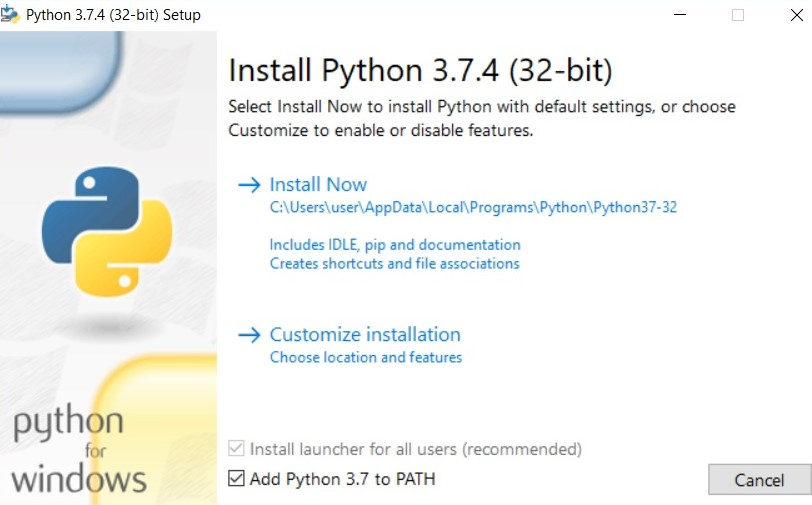 Python 3.7.4 (32-bit) Setup
Install Python 3.7.4 (32-bit)
Select Install Now to install Python with default settings, or choose
Customize to enable or disable features.
Install Now
C:\Users\user\AppData\Local\Programs\Python\Python37-32
Includes IDLE, pip and documentation
Creates shortcuts and file associations
Customize installation
Choose location and features
Install launcher for all users (recommended)
Add Python 3.7 to PATH
Cancel
python
for
windows